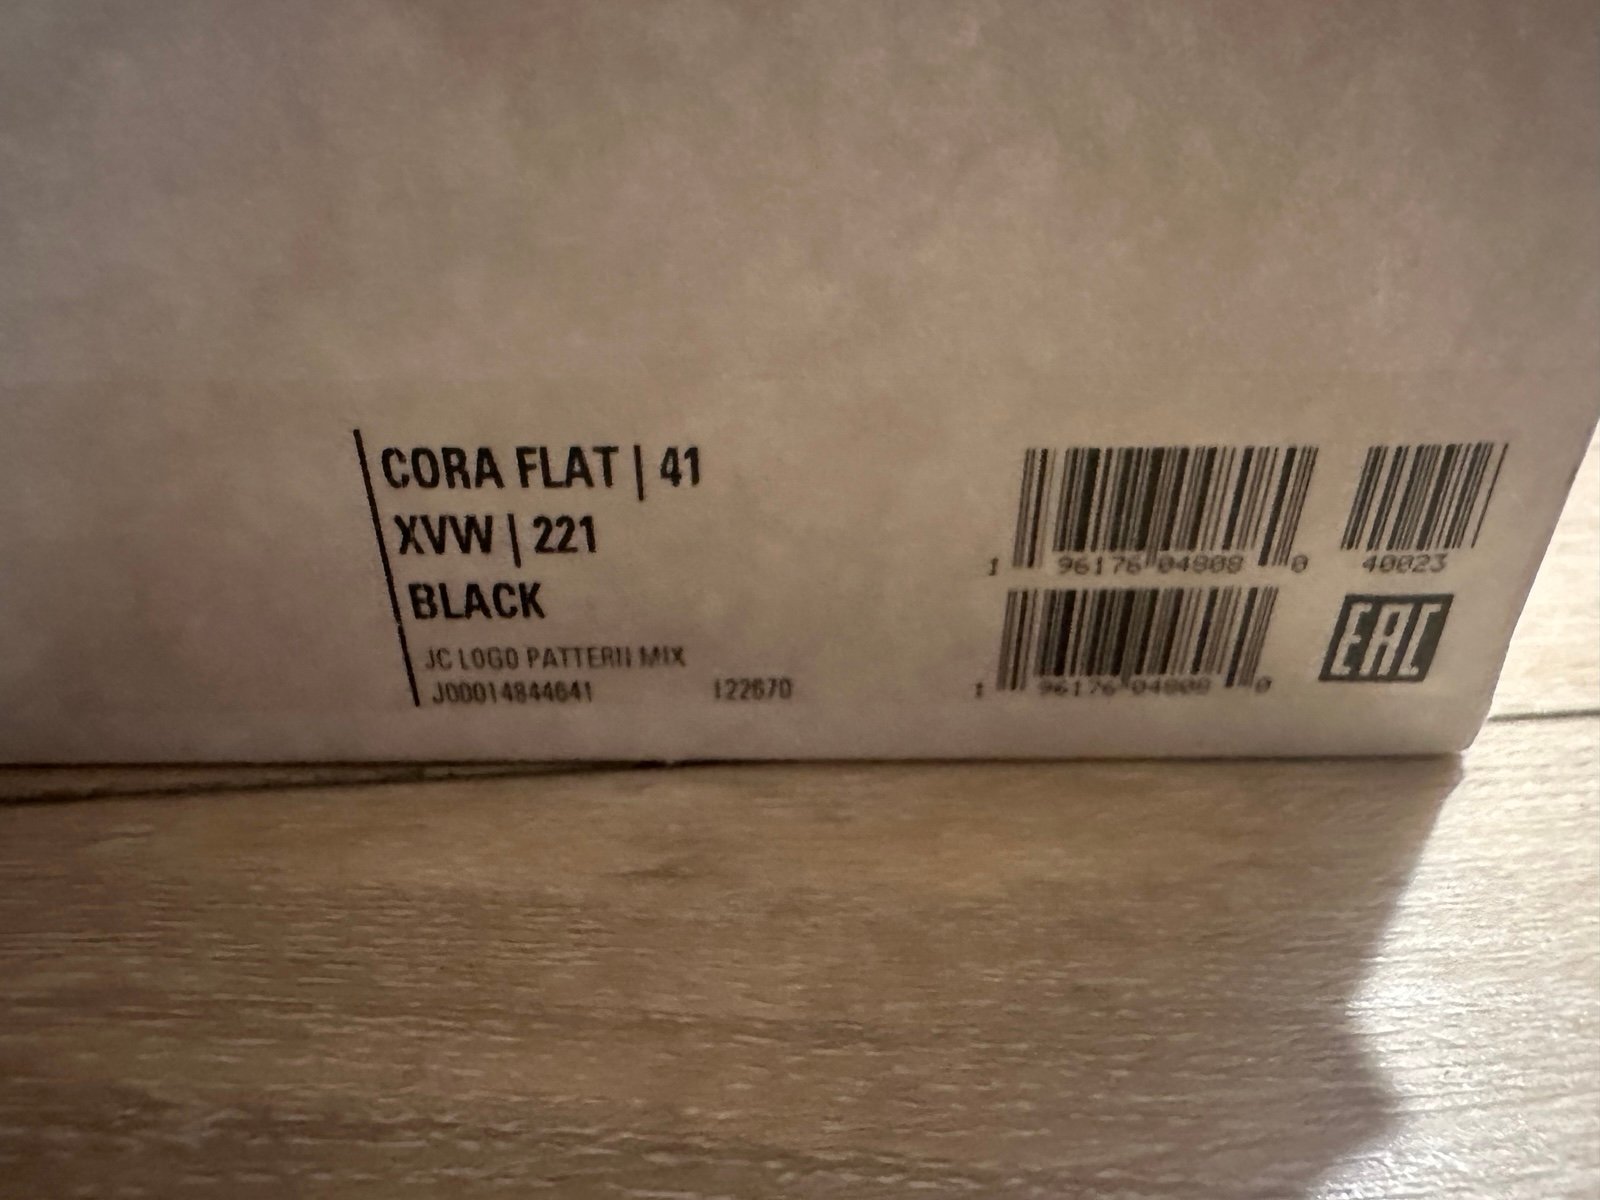 CORA FLAT | 41
XVW | 221
BLACK
JC LOGO PATTERN MIX
J00014844641 122670
1 96176 04808 0
40023
1 96176 04808 0
EAC